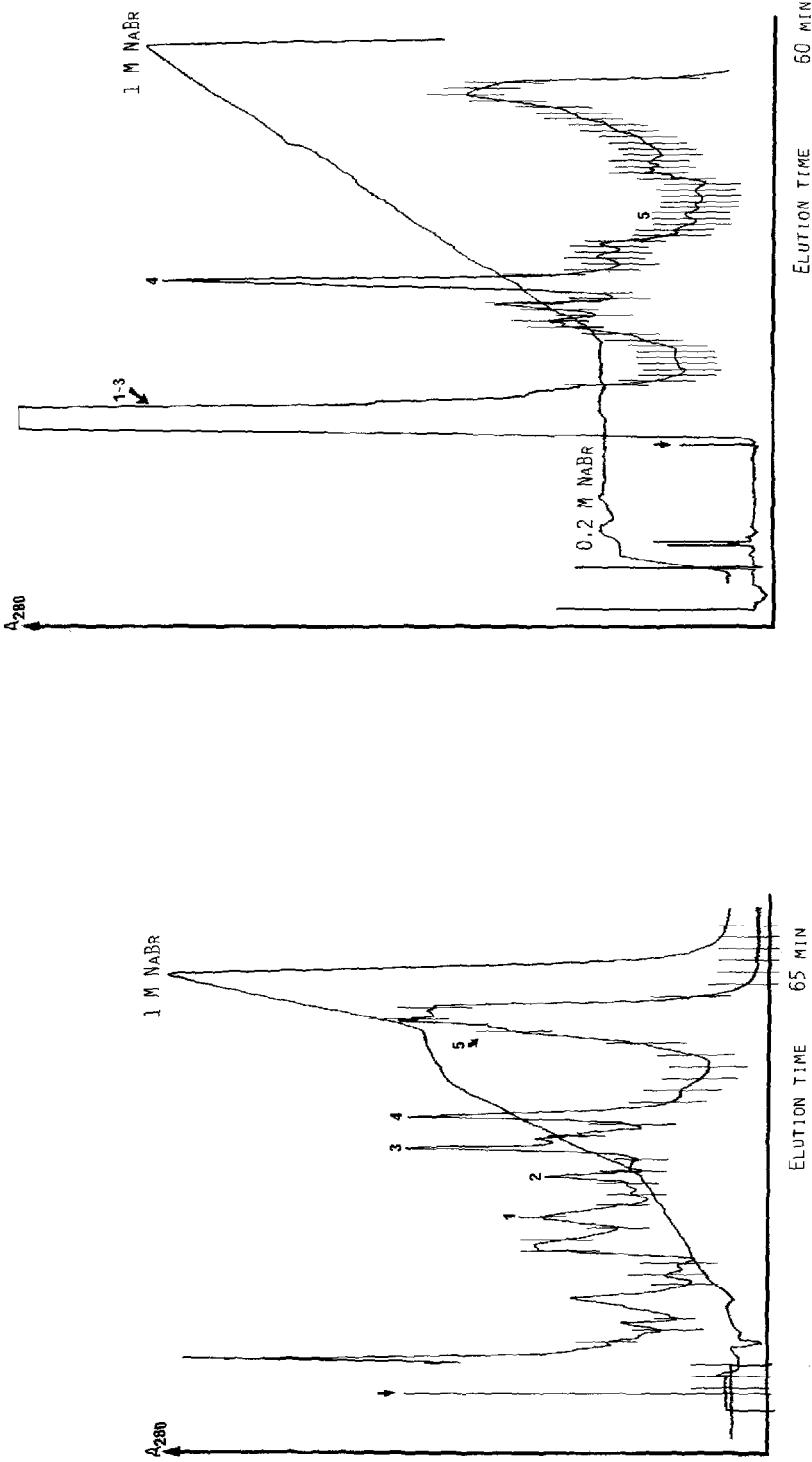 A280
1-3
4
5
1 M NABR
0.2 M NABR
ELUTION TIME 60 MIN
A280
1
2
3
4
5
1 M NABR
ELUTION TIME 65 MIN